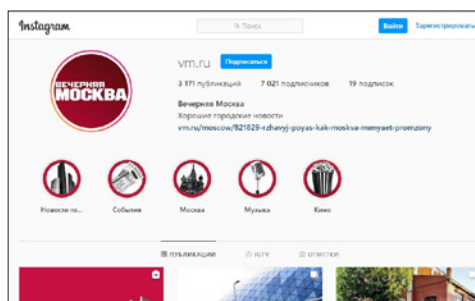 Instagram
Поиск
Войти
Зарегистрировать
ВЕЧЕРНЯЯ
МОСКВА
vm.ru
Подписаться
3 171 публикаций 7 021 подписчиков 19 подписок
Вечерняя Москва
Хорошие городские новости
vm.ru/moscow/821829-rzhavyj-poyas-kak-moskva-menyaet-promzony
Новости го...
События
Москва
Музыка
Кино
ПУБЛИКАЦИИ
IGTV
ОТМЕТКИ